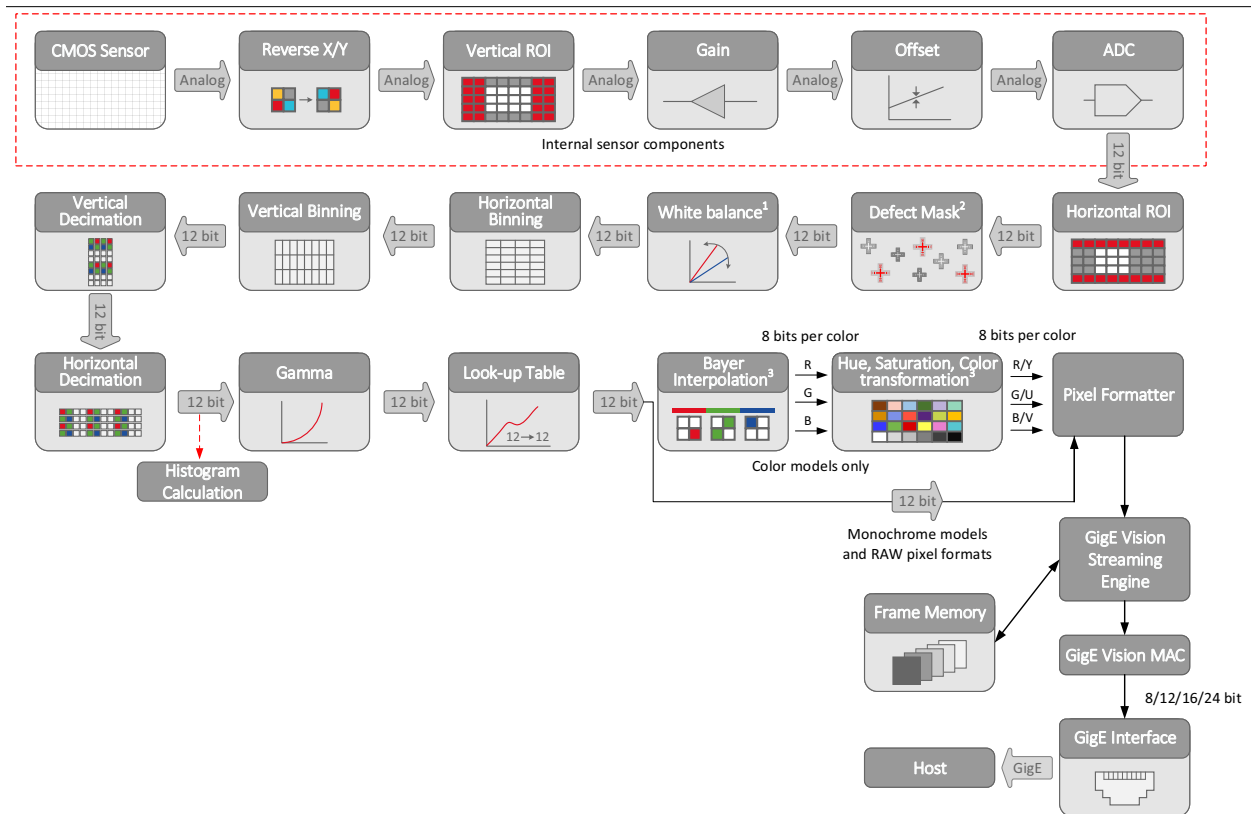 CMOS Sensor
Analog
Reverse X/Y
Analog
Vertical ROI
Analog
Gain
Analog
Offset
Analog
ADC
Internal sensor components
12 bit
Vertical
Decimation
12 bit
Vertical Binning
12 bit
Horizontal
Binning
12 bit
White balance¹
12 bit
Defect Mask²
12 bit
Horizontal ROI
12 bit
Horizontal
Decimation
12 bit
Gamma
12 bit
Look-up Table
12→12
12 bit
Bayer
Interpolation³
8 bits per color
R
G
B
Hue, Saturation, Color
transformation³
8 bits per color
R/Y
G/U
B/V
Pixel Formatter
Color models only
Histogram
Calculation
12 bit
Monochrome models
and RAW pixel formats
GigE Vision
Streaming
Engine
Frame Memory
GigE Vision MAC
8/12/16/24 bit
GigE Interface
GigE
Host